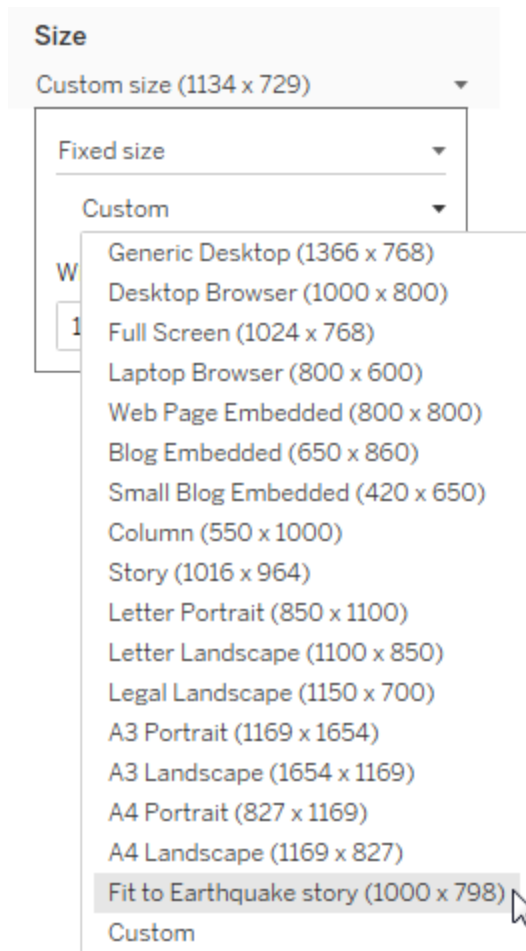 Size
Custom size (1134 x 729)
Fixed size
Custom
Generic Desktop (1366 x 768)
Desktop Browser (1000 x 800)
Full Screen (1024 x 768)
Laptop Browser (800 x 600)
Web Page Embedded (800 x 800)
Blog Embedded (650 x 860)
Small Blog Embedded (420 x 650)
Column (550 x 1000)
Story (1016 x 964)
Letter Portrait (850 x 1100)
Letter Landscape (1100 x 850)
Legal Landscape (1150 x 700)
A3 Portrait (1169 x 1654)
A3 Landscape (1654 x 1169)
A4 Portrait (827 x 1169)
A4 Landscape (1169 x 827)
Fit to Earthquake story (1000 x 798)
Custom